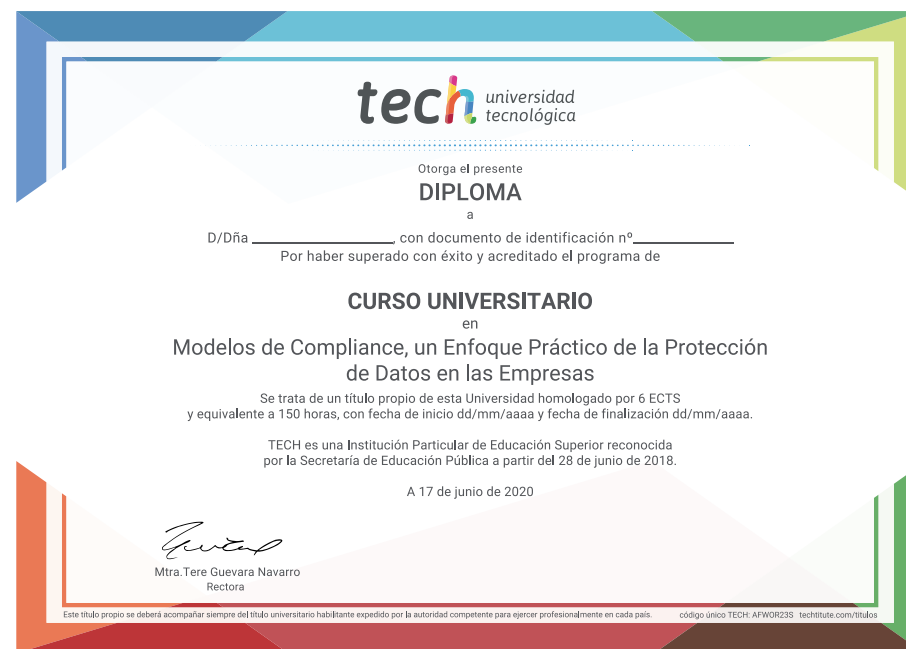 tech universidad
tecnológica
Otorga el presente
DIPLOMA
a
D/Dña ____________________, con documento de identificación nº______________
Por haber superado con éxito y acreditado el programa de
CURSO UNIVERSITARIO
en
Modelos de Compliance, un Enfoque Práctico de la Protección
de Datos en las Empresas
Se trata de un título propio de esta Universidad homologado por 6 ECTS
y equivalente a 150 horas, con fecha de inicio dd/mm/aaaa y fecha de finalización dd/mm/aaaa.
TECH es una Institución Particular de Educación Superior reconocida
por la Secretaría de Educación Pública a partir del 28 de junio de 2018.
A 17 de junio de 2020
Mtra.Tere Guevara Navarro
Rectora
Este título propio se deberá acompañar siempre del título universitario habilitante expedido por la autoridad competente para ejercer profesionalmente en cada país. código único TECH: AFWOR23S techtitute.com/titulos